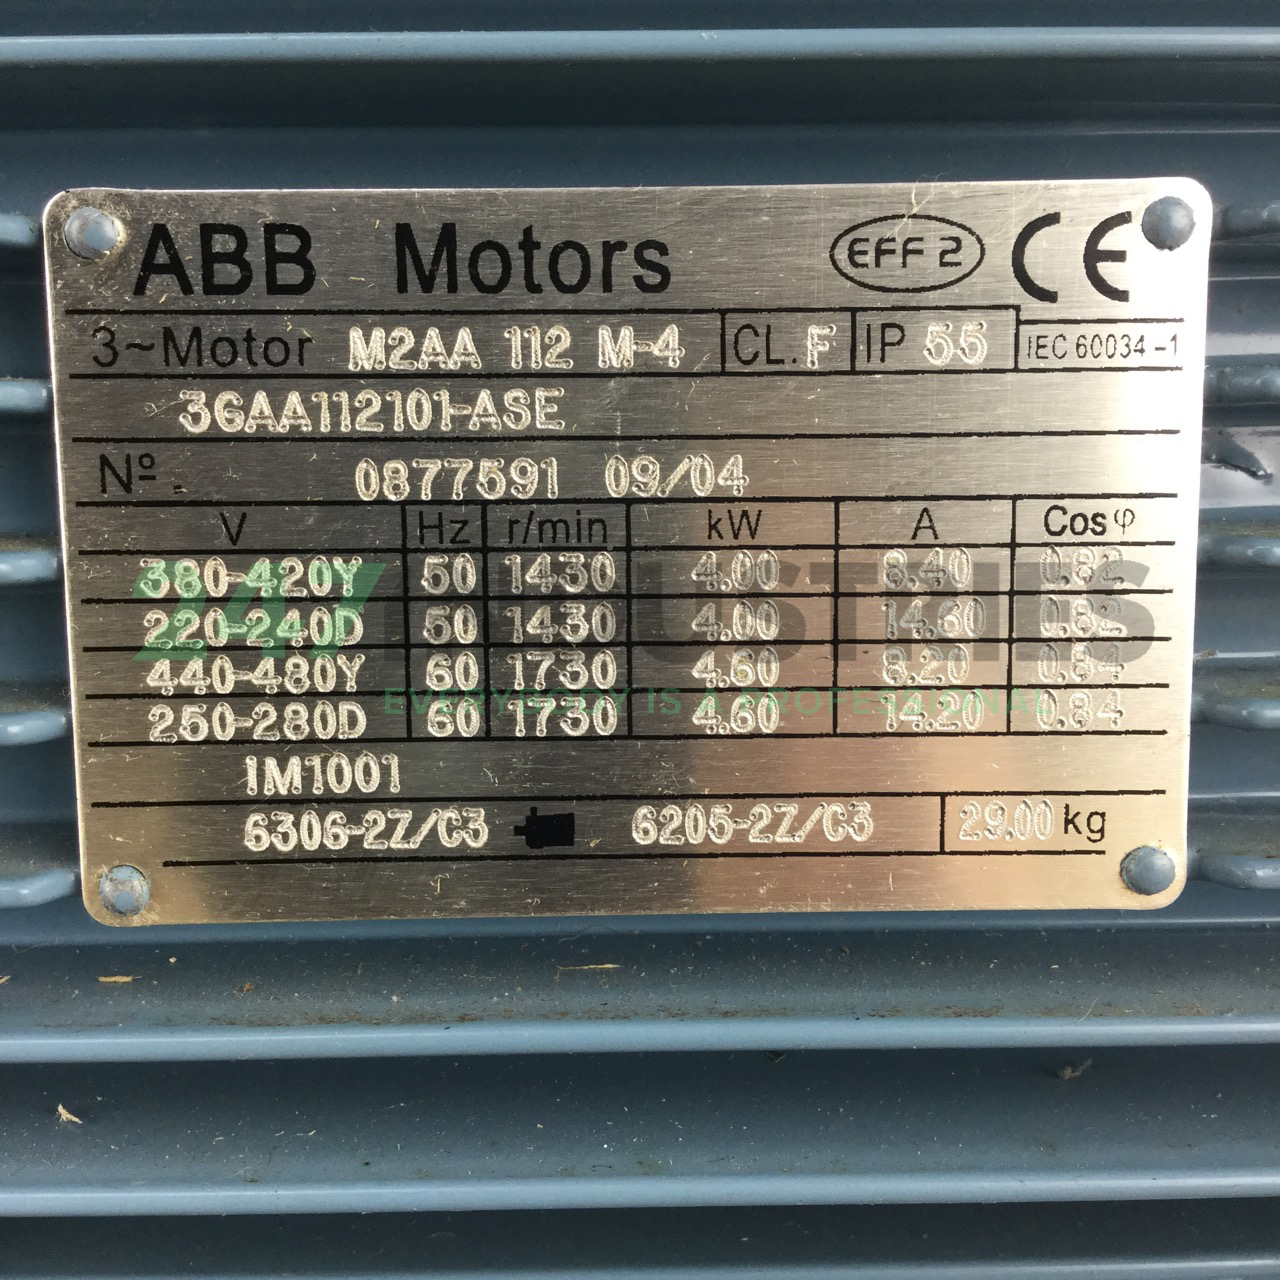 ABB Motors EFF 2 CE
3~Motor M2AA 112 M-4 CL. F IP 55 IEC 60034-1
3GAA112101-ASE
Nº. 0877591 09/04
V Hz r/min kW A Cosφ
380-420Y 50 1430 4.00 8.40 0.82
220-240D 50 1430 4.00 14.60 0.82
440-480Y 60 1730 4.60 8.20 0.84
250-280D 60 1730 4.60 14.20 0.84
IM1001
6306-2Z/C3 6205-2Z/C3 29.00 kg
247 INDUSTRIES
EVERYBODY IS A PROFESSIONAL